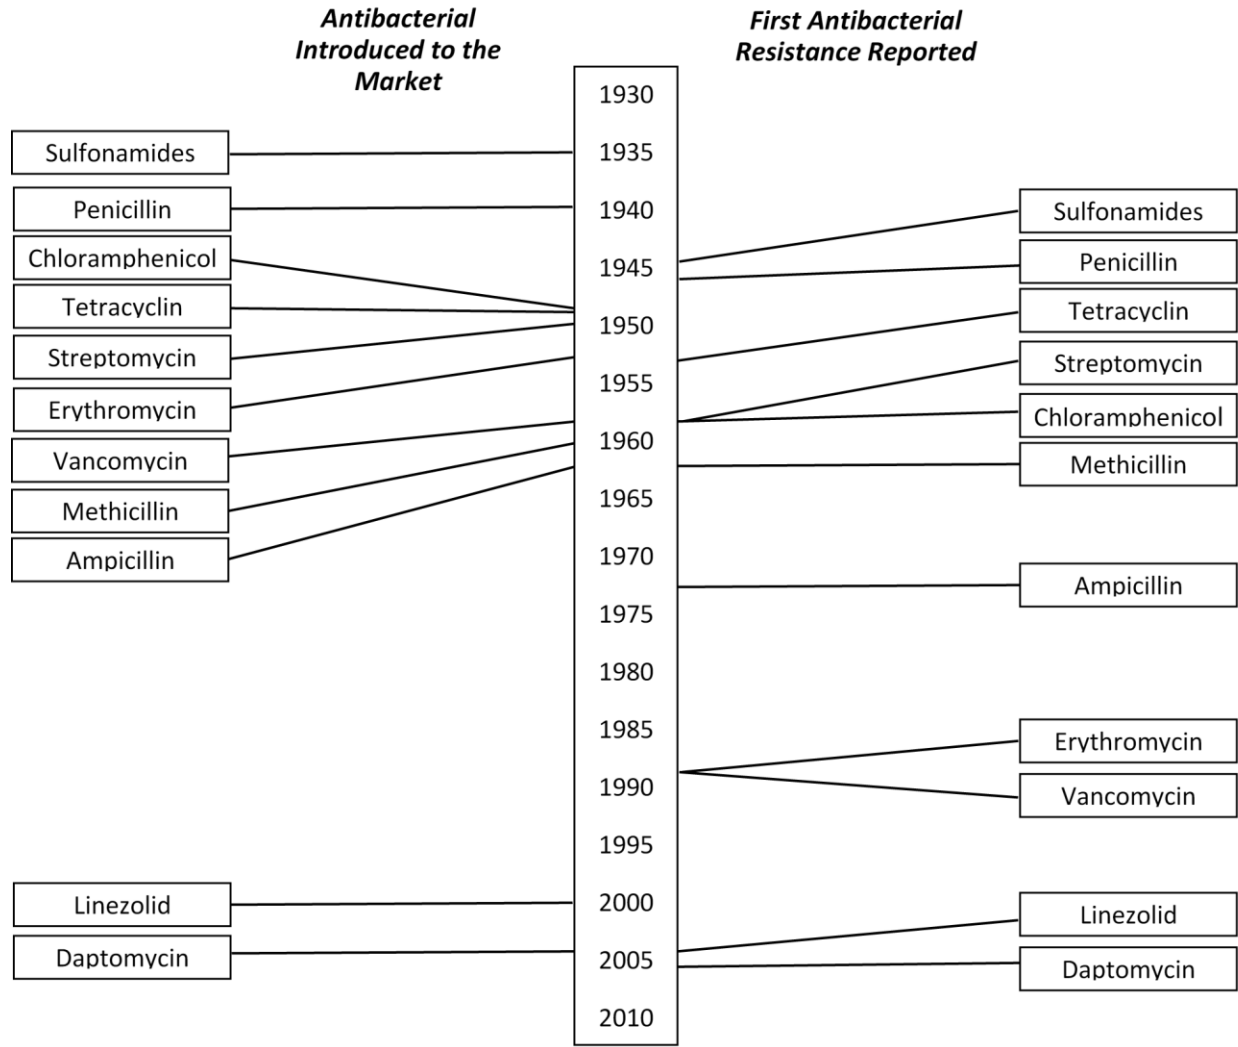 Antibacterial
Introduced to the
Market
First Antibacterial
Resistance Reported
1930
1935
1940
1945
1950
1955
1960
1965
1970
1975
1980
1985
1990
1995
2000
2005
2010
Sulfonamides
Penicillin
Chloramphenicol
Tetracyclin
Streptomycin
Erythromycin
Vancomycin
Methicillin
Ampicillin
Linezolid
Daptomycin
Sulfonamides
Penicillin
Tetracyclin
Streptomycin
Chloramphenicol
Methicillin
Ampicillin
Erythromycin
Vancomycin
Linezolid
Daptomycin